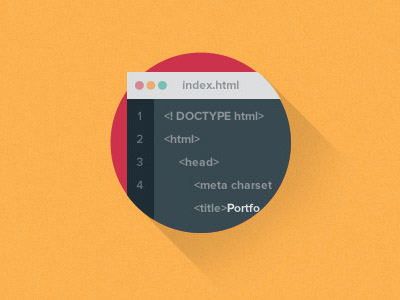 index.html
1 <! DOCTYPE html>
2 <html>
3 <head>
4 <meta charset
<title>Portfo